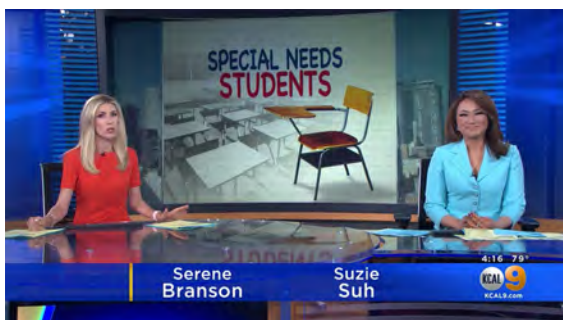 SPECIAL NEEDS
STUDENTS
Serene
Branson
Suzie
Suh
4:16 79°
KCAL 9
KCAL9.com